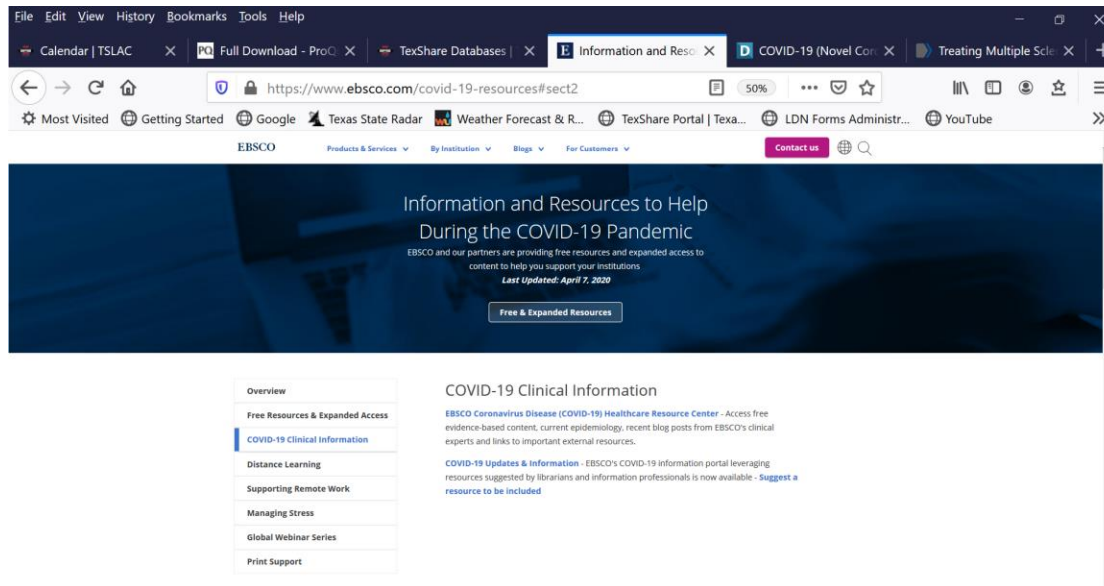 File Edit View History Bookmarks Tools Help
Calendar | TSLAC PQ Full Download - ProQ TexShare Databases | E Information and Reso D COVID-19 (Novel Coro Treating Multiple Scle
https://www.ebsco.com/covid-19-resources#sect2 50%
Most Visited Getting Started Google Texas State Radar Weather Forecast & R... TexShare Portal | Texa... LDN Forms Administr... YouTube
EBSCO Products & Services By Institution Blogs For Customers Contact us
Information and Resources to Help
During the COVID-19 Pandemic
EBSCO and our partners are providing free resources and expanded access to
content to help you support your institutions
Last Updated: April 7, 2020
Free & Expanded Resources
Overview
Free Resources & Expanded Access
COVID-19 Clinical Information
Distance Learning
Supporting Remote Work
Managing Stress
Global Webinar Series
Print Support
COVID-19 Clinical Information
EBSCO Coronavirus Disease (COVID-19) Healthcare Resource Center - Access free
evidence-based content, current epidemiology, recent blog posts from EBSCO's clinical
experts and links to important external resources.
COVID-19 Updates & Information - EBSCO's COVID-19 information portal leveraging
resources suggested by librarians and information professionals is now available - Suggest a
resource to be included